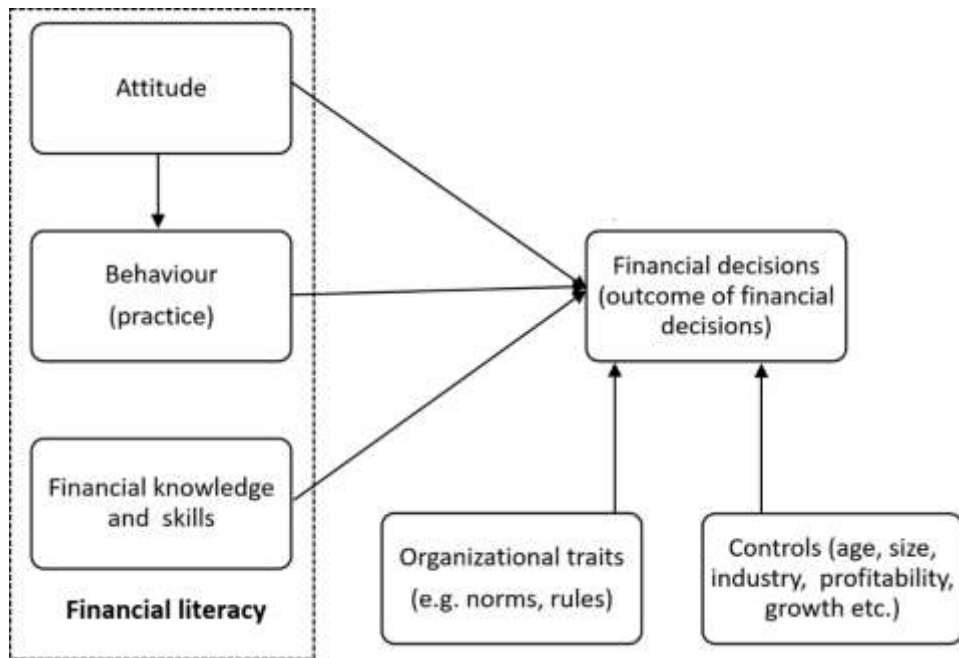 Attitude
Behaviour
(practice)
Financial knowledge
and skills
Financial literacy
Financial decisions
(outcome of financial
decisions)
Organizational traits
(e.g. norms, rules)
Controls (age, size,
industry, profitability,
growth etc.)